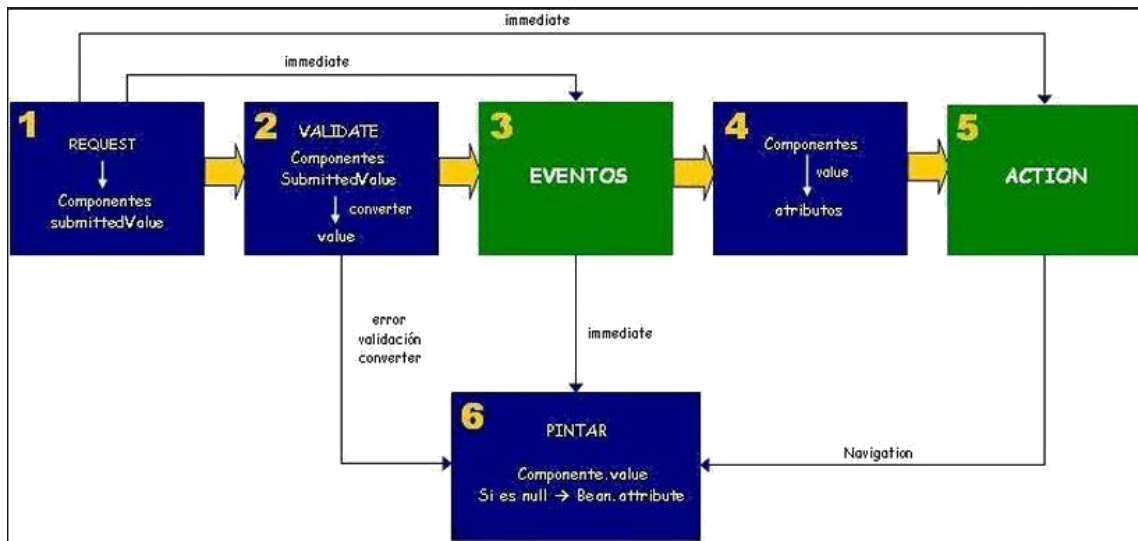 immediate
immediate
1
REQUEST
Componentes
submittedValue
2
VALIDATE
Componentes
SubmittedValue
converter
value
3
EVENTOS
4
Componentes
value
atributos
5
ACTION
error
validación
converter
immediate
6
PINTAR
Componente.value
Si es null → Bean.attribute
Navigation